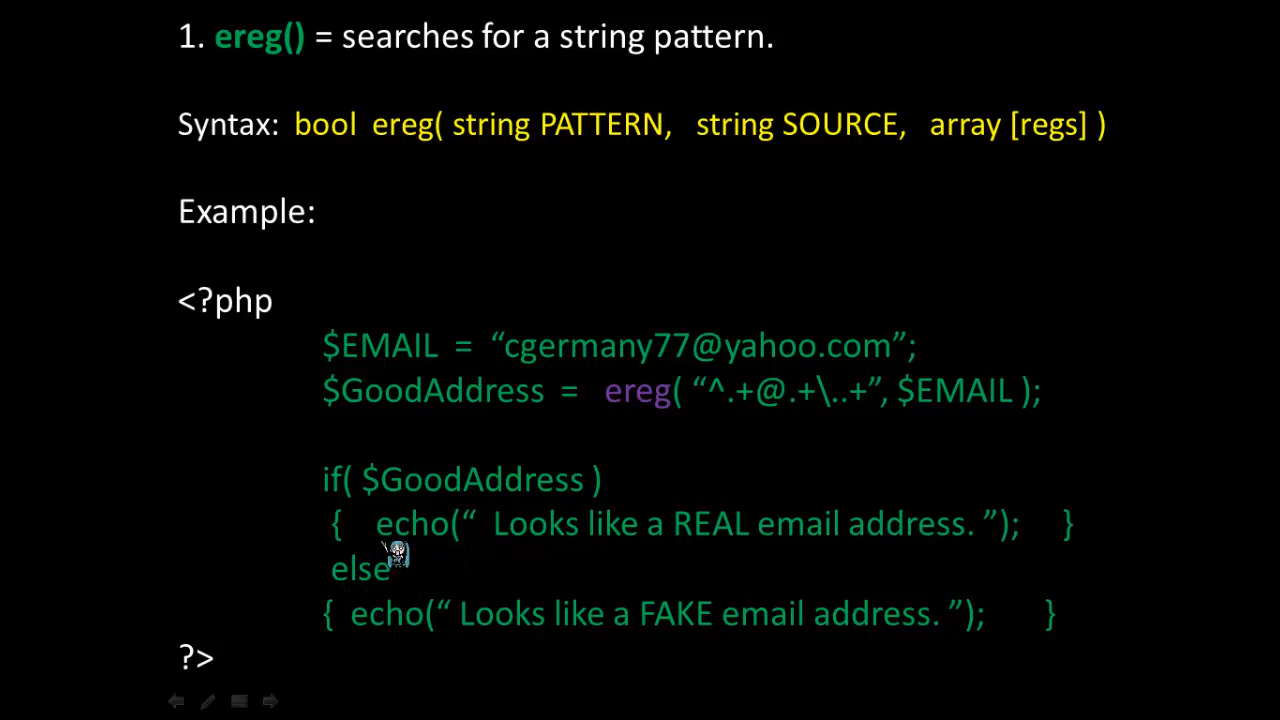 1. ereg() = searches for a string pattern.
Syntax: bool ereg( string PATTERN, string SOURCE, array [regs] )
Example:
<?php
$EMAIL = “cgermany77@yahoo.com”;
$GoodAddress = ereg( “^.+@.+\..+”, $EMAIL );
if( $GoodAddress )
{ echo(“ Looks like a REAL email address. ”); }
else
{ echo(“ Looks like a FAKE email address. ”); }
?>